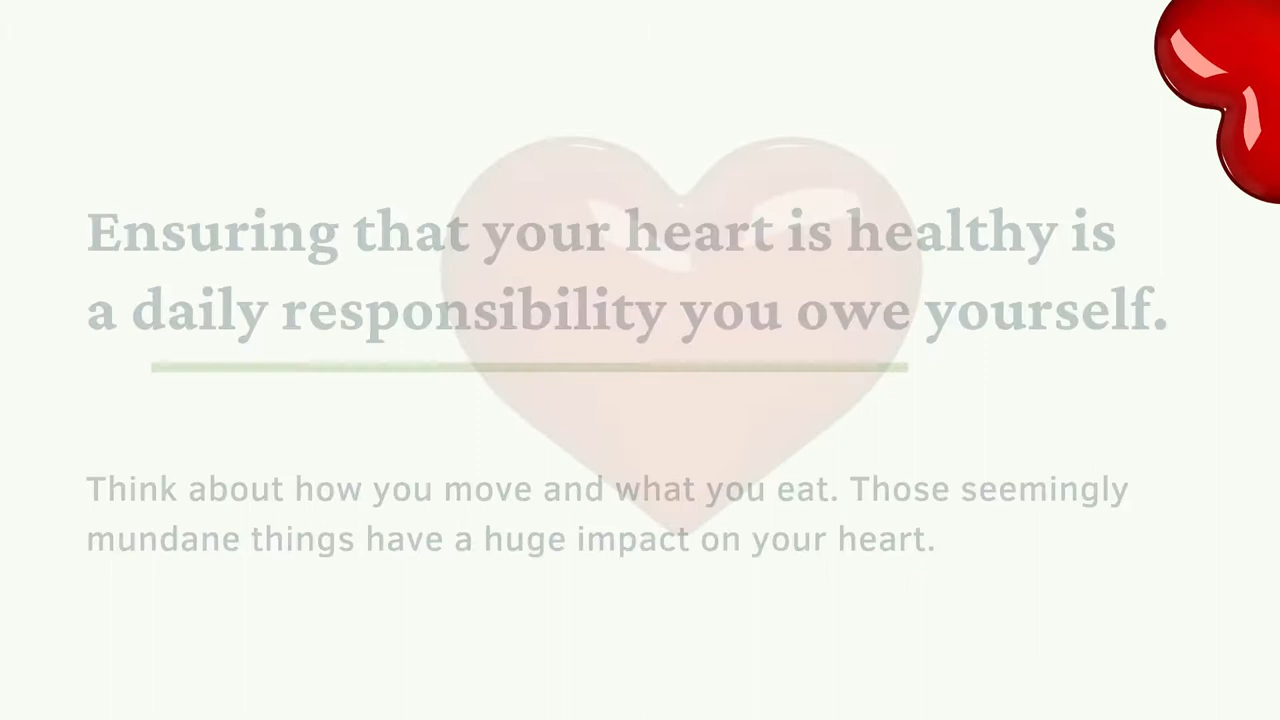 Ensuring that your heart is healthy is
a daily responsibility you owe yourself.
Think about how you move and what you eat. Those seemingly
mundane things have a huge impact on your heart.